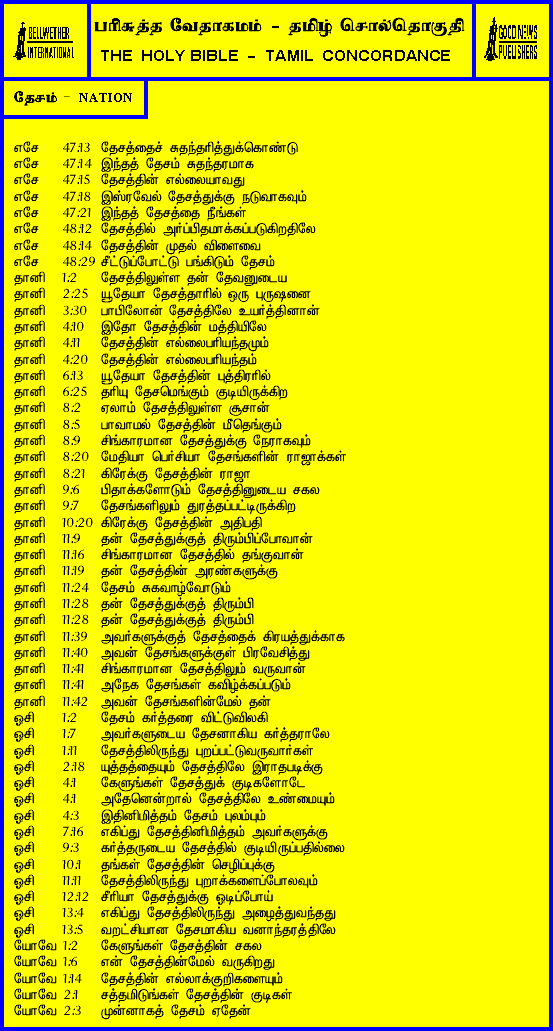 BELLWETHER
INTERNATIONAL
பரிசுத்த வேதாகமம் - தமிழ் சொல்தொகுதி
THE HOLY BIBLE - TAMIL CONCORDANCE
GOOD NEWS
PUBLISHERS
தேசம் - NATION
எசே 47:13 தேசத்தைச் சுதந்தரித்துக்கொண்டு
எசே 47:14 இந்தத் தேசம் சுதந்தரமாக
எசே 47:15 தேசத்தின் எல்லையாவது
எசே 47:18 இஸ்ரவேல் தேசத்துக்கு நடுவாகவும்
எசே 47:21 இந்தத் தேசத்தை நீங்கள்
எசே 48:12 தேசத்தில் அர்ப்பிதமாக்கப்படுகிறதிலே
எசே 48:14 தேசத்தின் முதல் விளைவை
எசே 48:29 சீட்டுப்போட்டு பங்கிடும் தேசம்
தானி 1:2 தேசத்திலுள்ள தன் தேவனுடைய
தானி 2:25 யூதேயா தேசத்தாரில் ஒரு புருஷனை
தானி 3:30 பாபிலோன் தேசத்திலே உயர்த்தினான்
தானி 4:10 இதோ தேசத்தின் மத்தியிலே
தானி 4:11 தேசத்தின் எல்லைபரியந்தமும்
தானி 4:20 தேசத்தின் எல்லைபரியந்தம்
தானி 6:13 யூதேயா தேசத்தின் புத்திரரில்
தானி 6:25 தரியு தேசமெங்கும் குடியிருக்கிற
தானி 8:2 ஏலாம் தேசத்திலுள்ள சூசான்
தானி 8:5 பாவாமல் தேசத்தின் மீதெங்கும்
தானி 8:9 சிங்காரமான தேசத்துக்கு நேராகவும்
தானி 8:20 மேதியா பெர்சியா தேசங்களின் ராஜாக்கள்
தானி 8:21 கிரேக்கு தேசத்தின் ராஜா
தானி 9:6 பிதாக்களோடும் தேசத்தினுடைய சகல
தானி 9:7 தேசங்களிலும் துரத்தப்பட்டிருக்கிற
தானி 10:20 கிரேக்கு தேசத்தின் அதிபதி
தானி 11:9 தன் தேசத்துக்குத் திரும்பிப்போவான்
தானி 11:16 சிங்காரமான தேசத்தில் தங்குவான்
தானி 11:19 தன் தேசத்தின் அரண்களுக்கு
தானி 11:24 தேசம் சுகவாழ்வோடும்
தானி 11:28 தன் தேசத்துக்குத் திரும்பி
தானி 11:28 தன் தேசத்துக்குத் திரும்பி
தானி 11:39 அவர்களுக்குத் தேசத்தைக் கிரயத்துக்காக
தானி 11:40 அவன் தேசங்களுக்குள் பிரவேசித்து
தானி 11:41 சிங்காரமான தேசத்திலும் வருவான்
தானி 11:41 அநேக தேசங்கள் கவிழ்க்கப்படும்
தானி 11:42 அவன் தேசங்களின்மேல் தன்
ஓசி 1:2 தேசம் கர்த்தரை விட்டுவிலகி
ஓசி 1:7 அவர்களுடைய தேசனாகிய கர்த்தராலே
ஓசி 1:11 தேசத்திலிருந்து புறப்பட்டுவருவார்கள்
ஓசி 2:18 யுத்தத்தையும் தேசத்திலே இராதபடிக்கு
ஓசி 4:1 கேளுங்கள் தேசத்துக் குடிகளோடே
ஓசி 4:1 அதேனென்றால் தேசத்திலே உண்மையும்
ஓசி 4:3 இதினிமித்தம் தேசம் புலம்பும்
ஓசி 7:16 எகிப்து தேசத்தினிமித்தம் அவர்களுக்கு
ஓசி 9:3 கர்த்தருடைய தேசத்தில் குடியிருப்பதில்லை
ஓசி 10:1 தங்கள் தேசத்தின் செழிப்புக்கு
ஓசி 11:11 தேசத்திலிருந்து புறாக்களைப்போலவும்
ஓசி 12:12 சீரியா தேசத்துக்கு ஓடிப்போய்
ஓசி 13:4 எகிப்து தேசத்திலிருந்து அழைத்துவந்தது
ஓசி 13:5 வறட்சியான தேசமாகிய வனாந்தரத்திலே
யோவே 1:2 கேளுங்கள் தேசத்தின் சகல
யோவே 1:6 என் தேசத்தின்மேல் வருகிறது
யோவே 1:14 தேசத்தின் எல்லாக்குறிகளையும்
யோவே 2:1 சத்தமிடுங்கள் தேசத்தின் குடிகள்
யோவே 2:3 முன்னாகத் தேசம் ஏதேன்